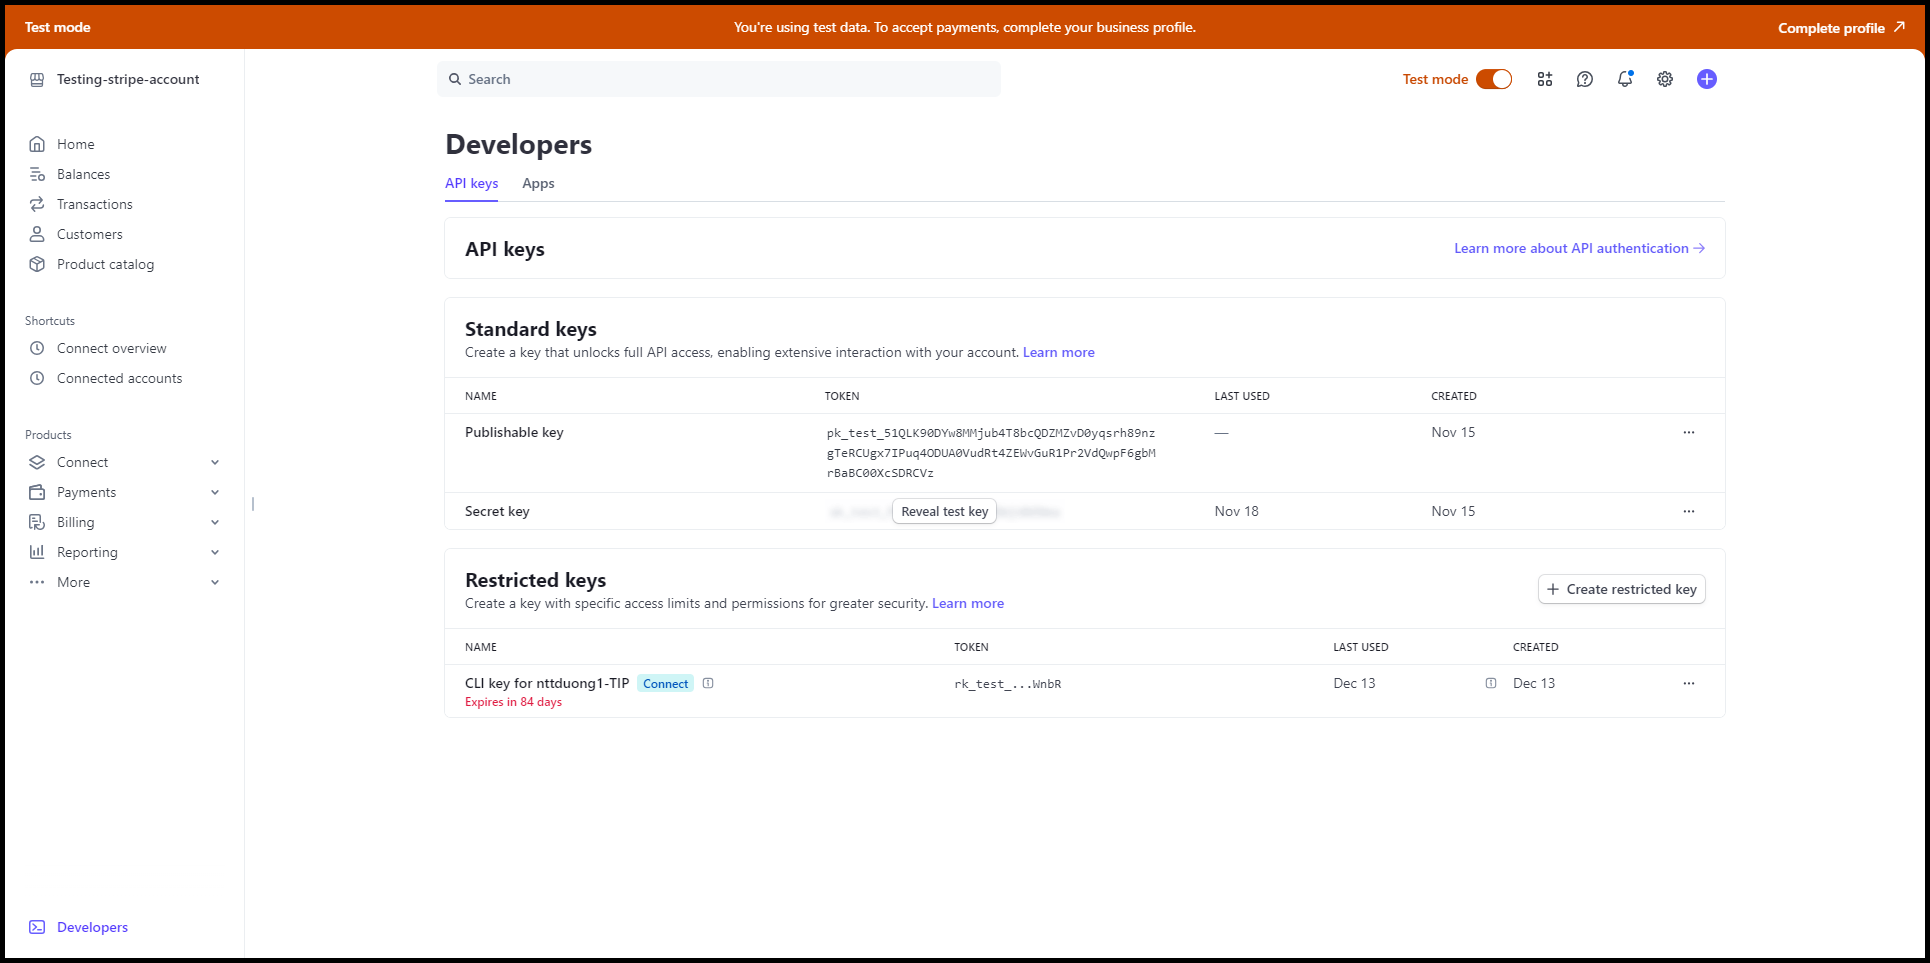 Test mode
You're using test data. To accept payments, complete your business profile.
Complete profile
Testing-stripe-account
Search
Test mode
Home
Balances
Transactions
Customers
Product catalog
Shortcuts
Connect overview
Connected accounts
Products
Connect
Payments
Billing
Reporting
More
Developers
Developers
API keys Apps
API keys
Learn more about API authentication
Standard keys
Create a key that unlocks full API access, enabling extensive interaction with your account. Learn more
NAME TOKEN LAST USED CREATED
Publishable key pk_test_51QLK90DYw8MMjub4T8bcQDZMZvD0yqsrh89nz — Nov 15
gTeRCUgx7IPuq4ODUA0VudRt4ZEWvGuR1Pr2VdQwpF6gbM
rBaBC00XcSDRCVz
Secret key Reveal test key Nov 18 Nov 15
Restricted keys
Create a key with specific access limits and permissions for greater security. Learn more
Create restricted key
NAME TOKEN LAST USED CREATED
CLI key for nttduong1-TIP Connect rk_test_...WnbR Dec 13 Dec 13
Expires in 84 days